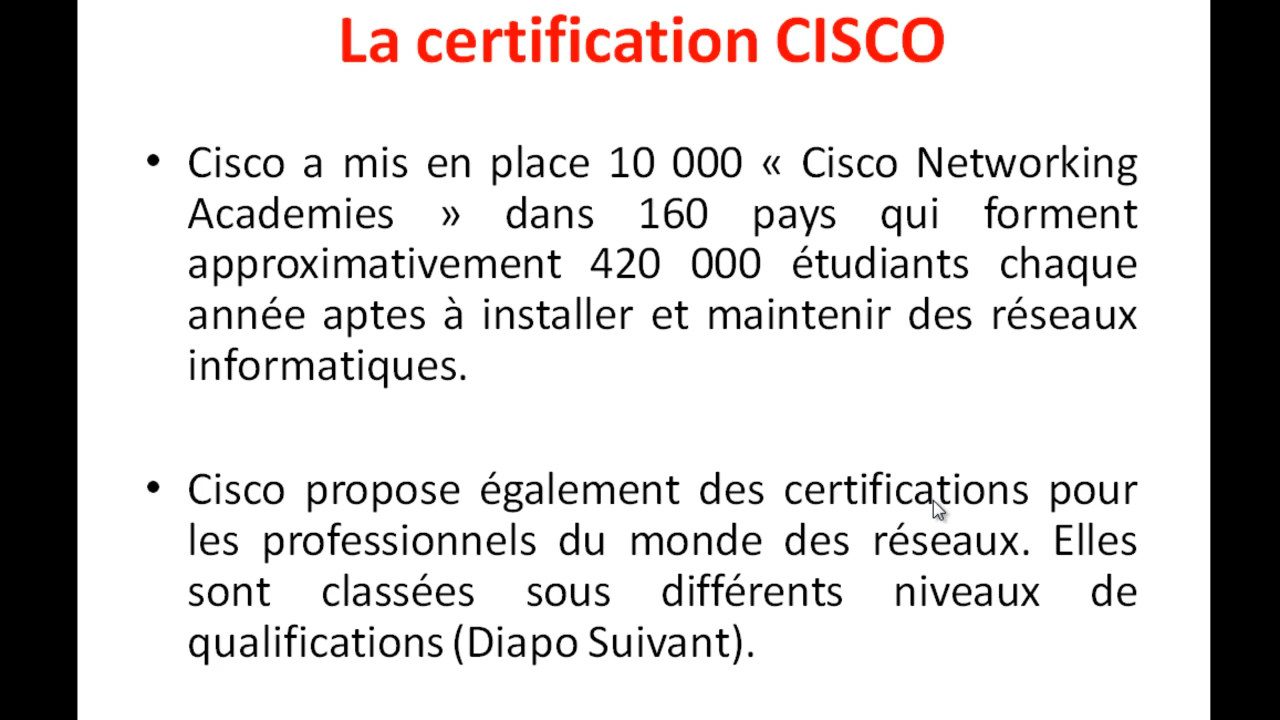 La certification CISCO
• Cisco a mis en place 10 000 « Cisco Networking
Academies » dans 160 pays qui forment
approximativement 420 000 étudiants chaque
année aptes à installer et maintenir des réseaux
informatiques.
• Cisco propose également des certifications pour
les professionnels du monde des réseaux. Elles
sont classées sous différents niveaux de
qualifications (Diapo Suivant).